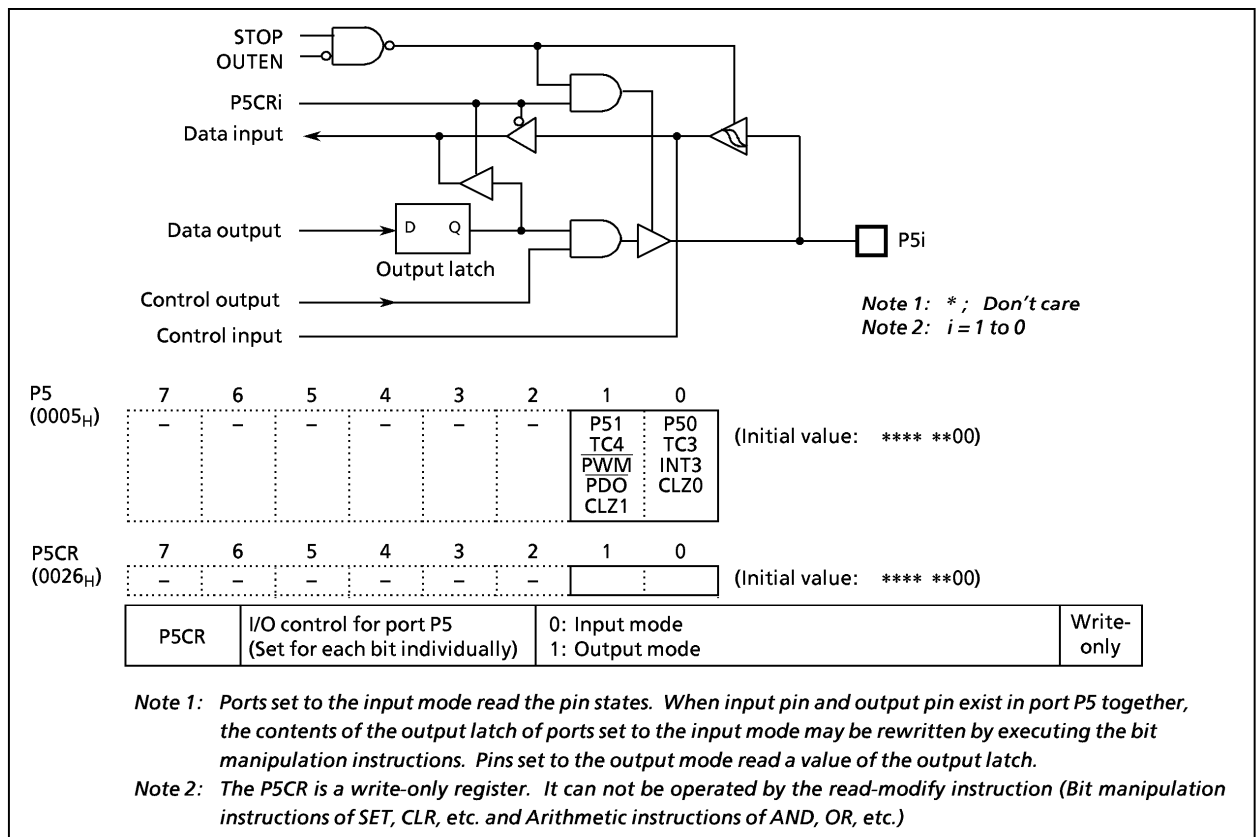 STOP
OUTEN
P5CRi
Data input
Data output
D Q
Output latch
P5i
Control output
Control input
Note 1: * ; Don't care
Note 2: i = 1 to 0
P5
(0005H)
7 6 5 4 3 2 1 0
– – – – – – P51 P50
TC4 TC3
PWM INT3
PDO CLZ0
CLZ1
(Initial value: **** **00)
P5CR
(0026H)
7 6 5 4 3 2 1 0
– – – – – –
(Initial value: **** **00)
P5CR
I/O control for port P5
(Set for each bit individually)
0: Input mode
1: Output mode
Write-
only
Note 1: Ports set to the input mode read the pin states. When input pin and output pin exist in port P5 together,
the contents of the output latch of ports set to the input mode may be rewritten by executing the bit
manipulation instructions. Pins set to the output mode read a value of the output latch.
Note 2: The P5CR is a write-only register. It can not be operated by the read-modify instruction (Bit manipulation
instructions of SET, CLR, etc. and Arithmetic instructions of AND, OR, etc.)